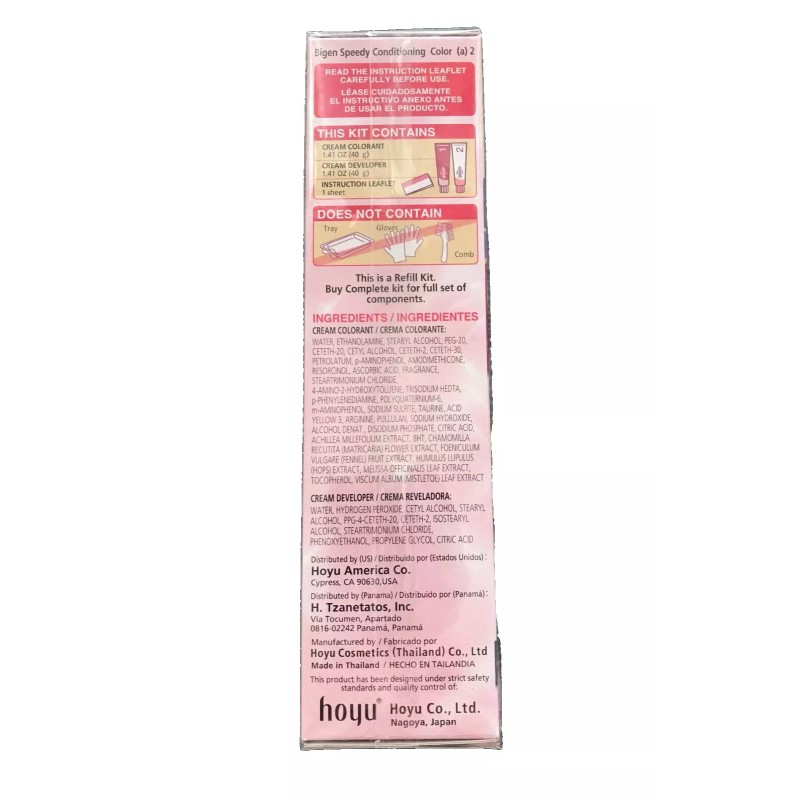 Bigen Speedy Conditioning Color (a) 2
READ THE INSTRUCTION LEAFLET
CAREFULLY BEFORE USE.
LÉASE CUIDADOSAMENTE
EL INSTRUCTIVO ANEXO ANTES
DE USAR EL PRODUCTO.
THIS KIT CONTAINS
CREAM COLORANT
1.41 OZ (40 g)
CREAM DEVELOPER
1.41 OZ (40 g)
INSTRUCTION LEAFLET
1 sheet
1
2
DOES NOT CONTAIN
Tray
Gloves
Comb
This is a Refill Kit.
Buy Complete kit for full set of
components.
INGREDIENTS / INGREDIENTES
CREAM COLORANT / CREMA COLORANTE:
WATER, ETHANOLAMINE, STEARYL ALCOHOL, PEG-20,
CETETH-20, CETYL ALCOHOL, CETETH-2, CETETH-30,
PETROLATUM, p-AMINOPHENOL, AMODIMETHICONE,
RESORCINOL, ASCORBIC ACID, FRAGRANCE,
STEARTRIMONIUM CHLORIDE,
4-AMINO-2-HYDROXYTOLUENE, TRISODIUM HEDTA,
p-PHENYLENEDIAMINE, POLYQUATERNIUM-6,
m-AMINOPHENOL, SODIUM SULFITE, TAURINE, ACID
YELLOW 3, ARGININE, PULLULAN, SODIUM HYDROXIDE,
ALCOHOL DENAT., DISODIUM PHOSPHATE, CITRIC ACID,
ACHILLEA MILLEFOLIUM EXTRACT, BHT, CHAMOMILLA
RECUTITA (MATRICARIA) FLOWER EXTRACT, FOENICULUM
VULGARE (FENNEL) FRUIT EXTRACT, HUMULUS LUPULUS
(HOPS) EXTRACT, MELISSA OFFICINALIS LEAF EXTRACT,
TOCOPHEROL, VISCUM ALBUM (MISTLETOE) LEAF EXTRACT
CREAM DEVELOPER / CREMA REVELADORA:
WATER, HYDROGEN PEROXIDE, CETYL ALCOHOL, STEARYL
ALCOHOL, PPG-4-CETETH-20, CETETH-2, ISOSTEARYL
ALCOHOL, STEARTRIMONIUM CHLORIDE,
PHENOXYETHANOL, PROPYLENE GLYCOL, CITRIC ACID
Distributed by (US) / Distribuido por (Estados Unidos):
Hoyu America Co.
Cypress, CA 90630,USA
Distributed by (Panama) / Distribuido por (Panamá):
H. Tzanetatos, Inc.
Vía Tocumen, Apartado
0816-02242 Panamá, Panamá
Manufactured by / Fabricado por
Hoyu Cosmetics (Thailand) Co., Ltd
Made in Thailand / HECHO EN TAILANDIA
This product has been designed under strict safety
standards and quality control of:
hoyu® Hoyu Co., Ltd.
Nagoya, Japan